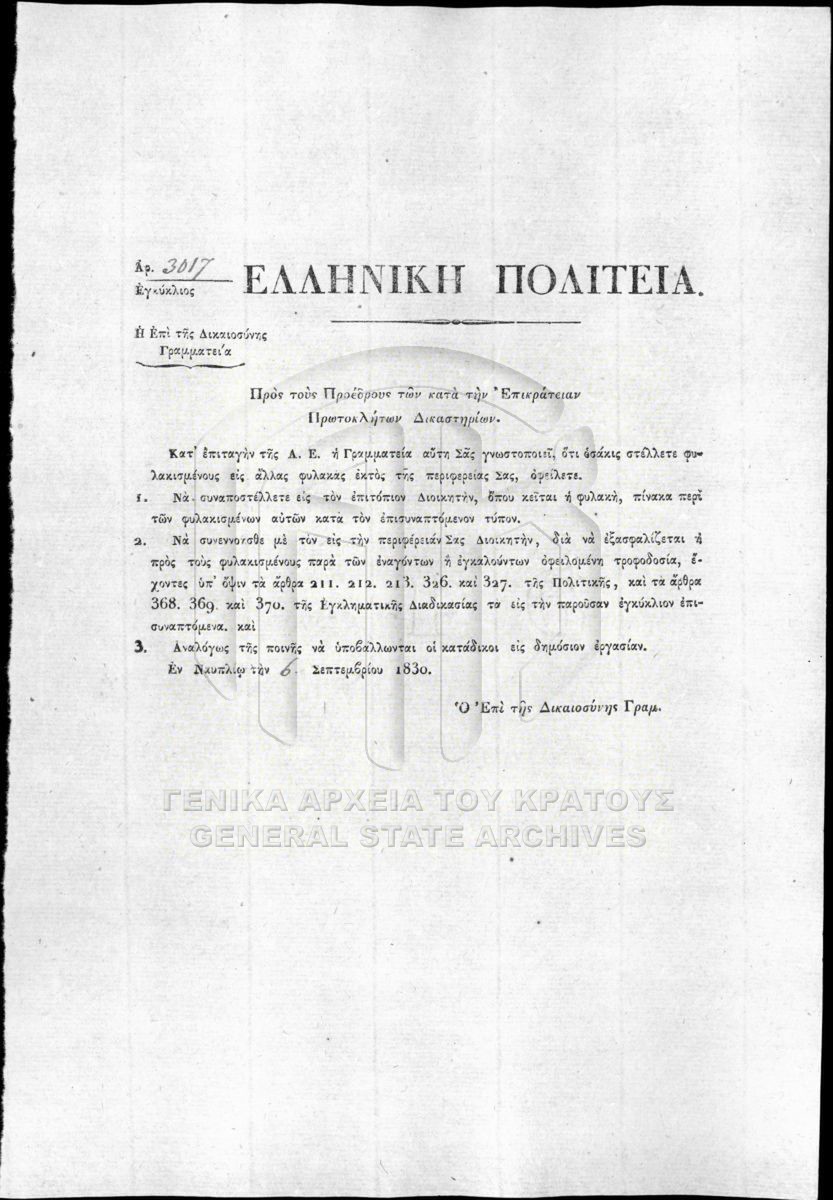 Ἀρ. 3017
Ἐγκύκλιος
ΕΛΛΗΝΙΚΗ ΠΟΛΙΤΕΙΑ.
Ἡ Ἐπὶ τῆς Δικαιοσύνης
Γραμματεία
Πρὸς τοὺς Προέδρους τῶν κατὰ τὴν Ἐπικράτειαν
Πρωτοκλήτων Δικαστηρίων.
Κατ' ἐπιταγὴν τῆς Α. Ε. ἡ Γραμματεία αὕτη Σᾶς γνωστοποιεῖ, ὅτι ὁσάκις στέλλετε φυ-
λακισμένους εἰς ἄλλας φυλακὰς ἐκτὸς τῆς περιφερείας Σας, ὀφείλετε.
1. Νὰ συναποστέλλετε εἰς τὸν ἐπιτόπιον Διοικητὴν, ὅπου κεῖται ἡ φυλακὴ, πίνακα περὶ
τῶν φυλακισμένων αὐτῶν κατὰ τὸν ἐπισυναπτόμενον τύπον.
2. Νὰ συνεννοῆσθε μὲ τὸν εἰς τὴν περιφέρειάν Σας Διοικητὴν, διὰ νὰ ἐξασφαλίζεται ἡ
πρὸς τοὺς φυλακισμένους παρὰ τῶν ἐναγόντων ἢ ἐγκαλούντων ὀφειλομένη τροφοδοσία, ἔ-
χοντες ὑπ' ὄψιν τὰ ἄρθρα 211. 212. 213. 326. καὶ 327. τῆς Πολιτικῆς, καὶ τὰ ἄρθρα
368. 369. καὶ 370. τῆς Ἐγκληματικῆς Διαδικασίας τὰ εἰς τὴν παροῦσαν ἐγκύκλιον ἐπι-
συναπτόμενα. καὶ
3. Ἀναλόγως τῆς ποινῆς νὰ ὑποβάλλωνται οἱ κατάδικοι εἰς δημόσιον ἐργασίαν.
Ἐν Ναυπλίῳ τὴν 6 Σεπτεμβρίου 1830.
Ὁ Ἐπὶ τῆς Δικαιοσύνης Γραμ.
ΓΕΝΙΚΑ ΑΡΧΕΙΑ ΤΟΥ ΚΡΑΤΟΥΣ
GENERAL STATE ARCHIVES